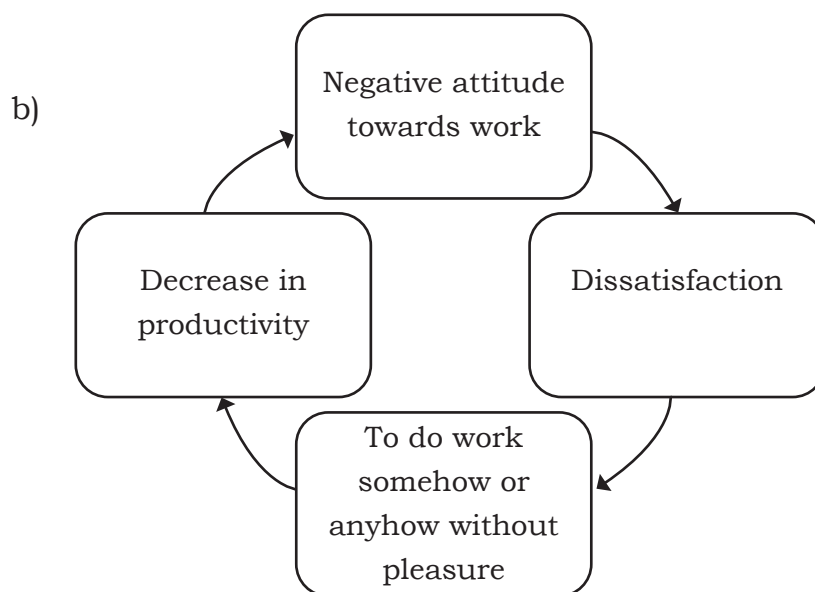 b)
Negative attitude
towards work
Dissatisfaction
To do work
somehow or
anyhow without
pleasure
Decrease in
productivity